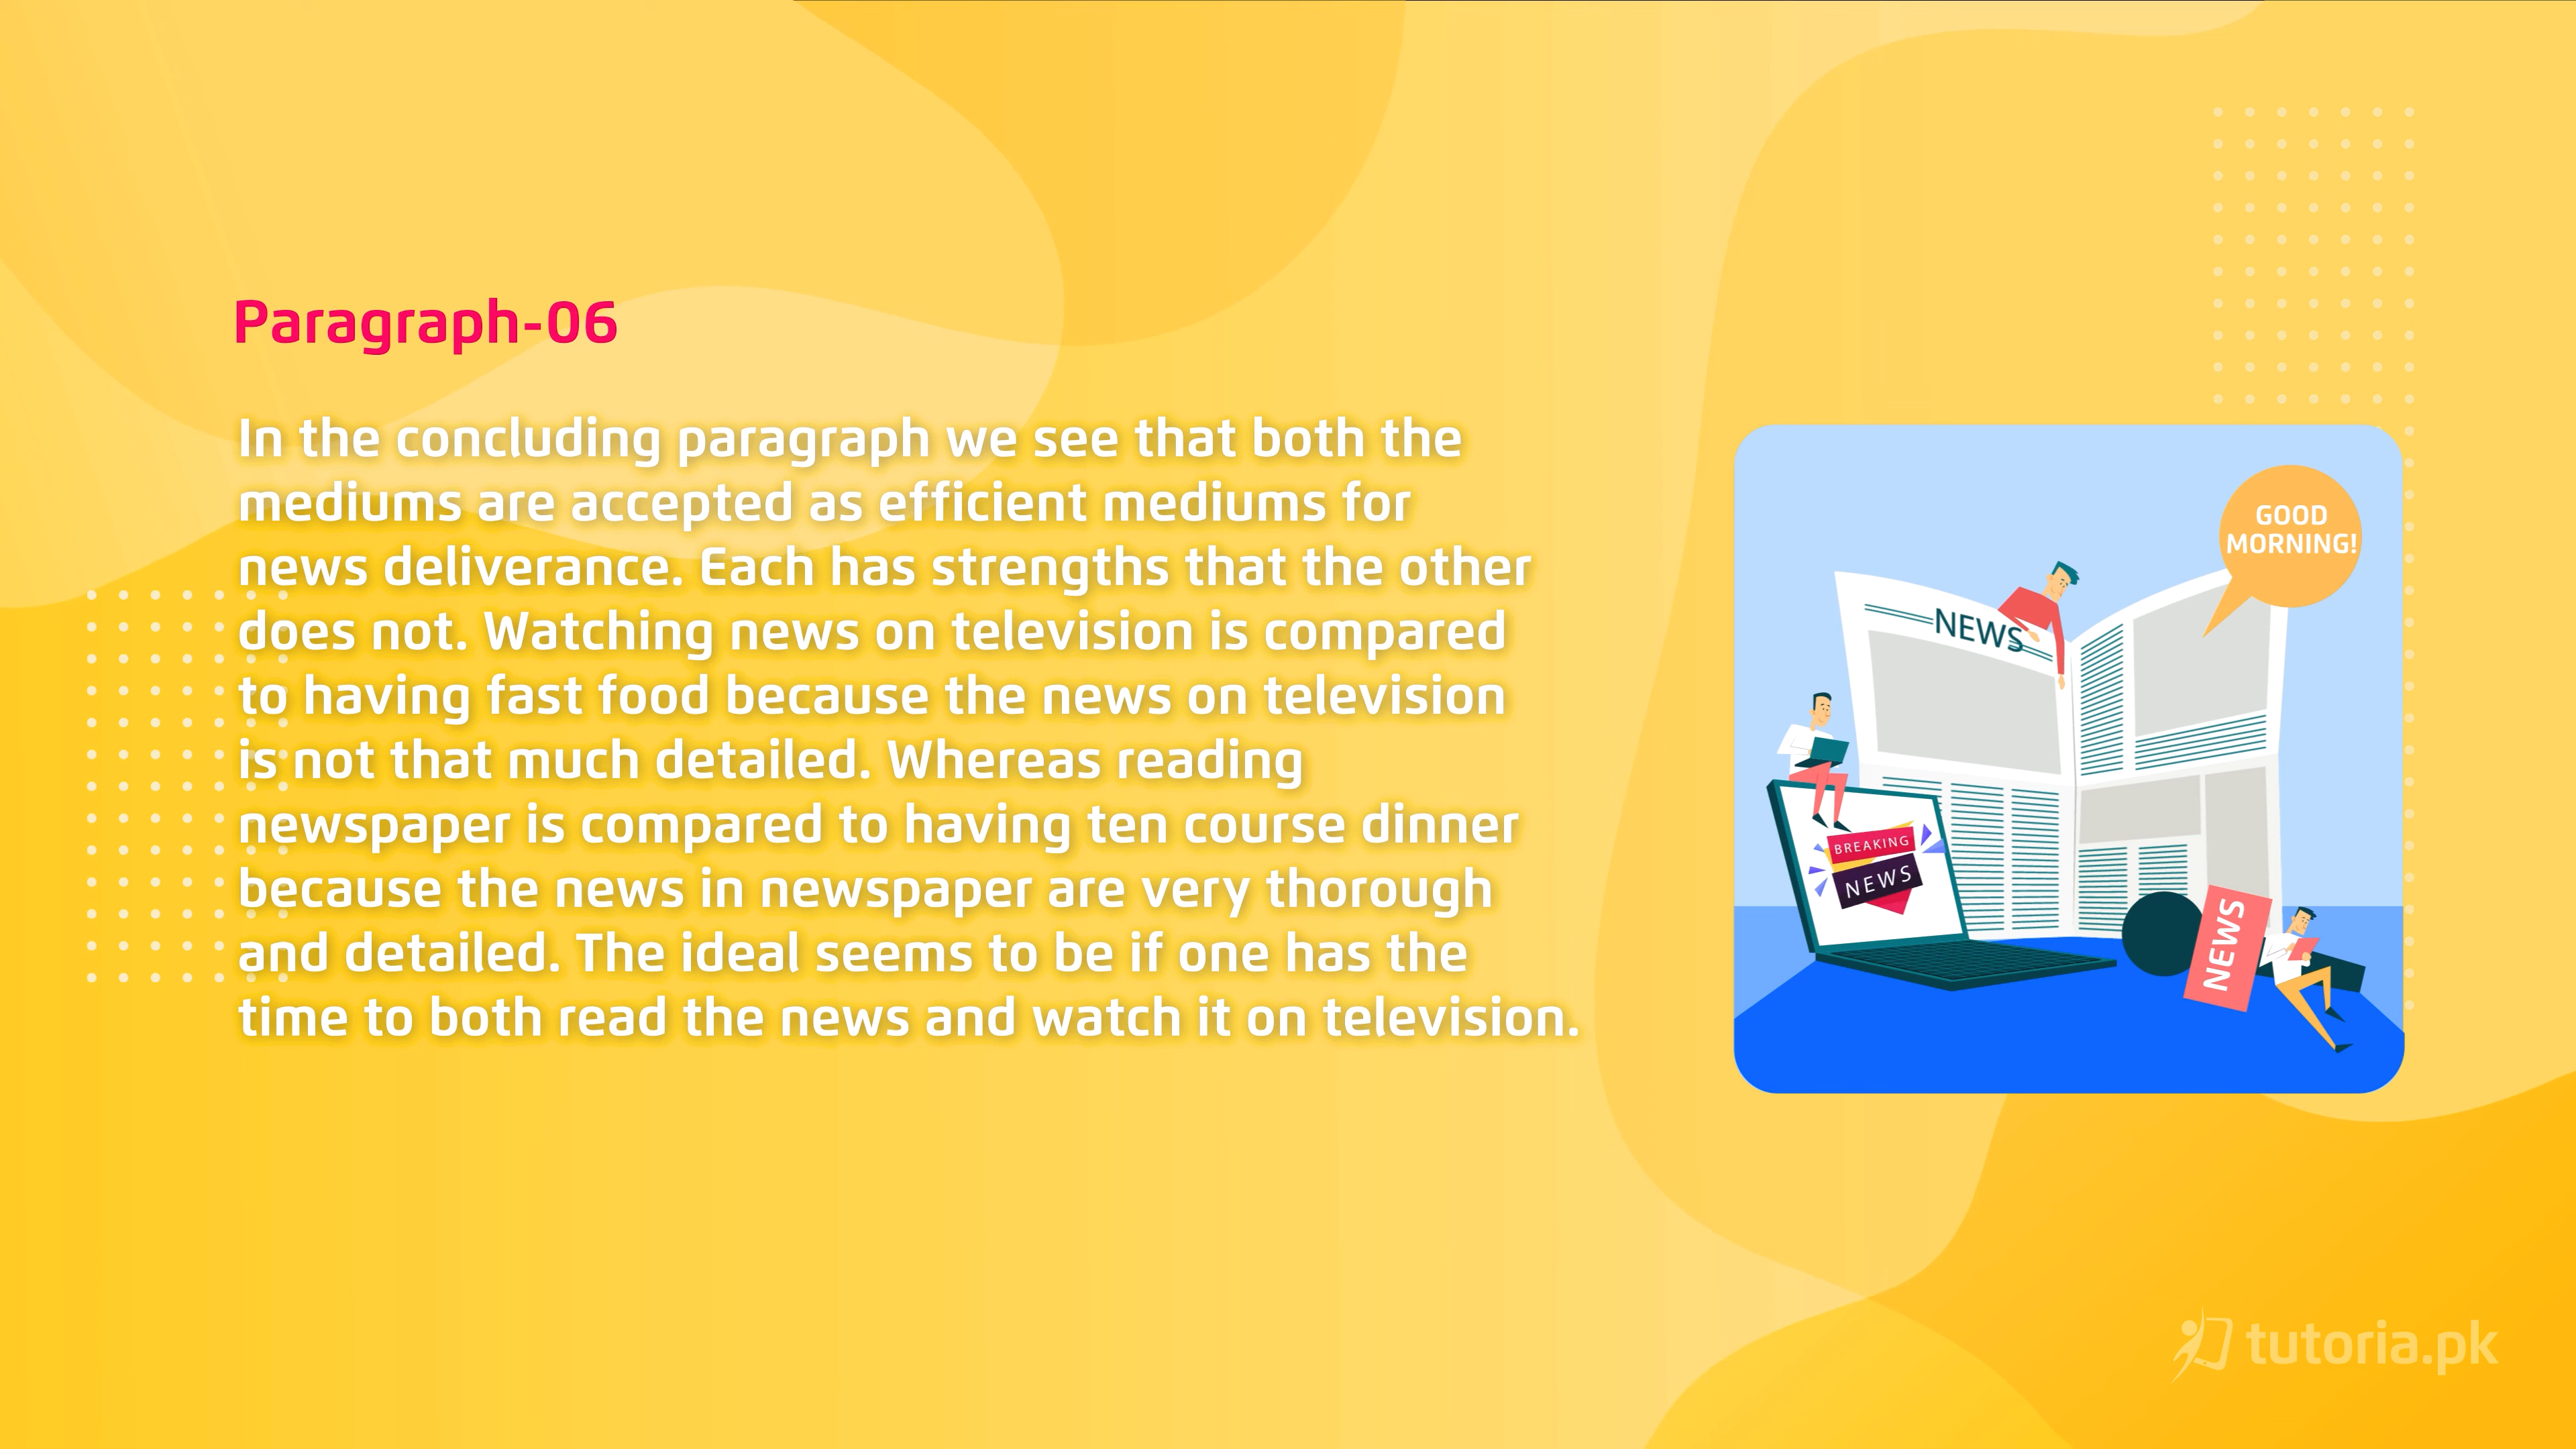 Paragraph-06
In the concluding paragraph we see that both the
mediums are accepted as efficient mediums for
news deliverance. Each has strengths that the other
does not. Watching news on television is compared
to having fast food because the news on television
is not that much detailed. Whereas reading
newspaper is compared to having ten course dinner
because the news in newspaper are very thorough
and detailed. The ideal seems to be if one has the
time to both read the news and watch it on television.
GOOD
MORNING!
NEWS
BREAKING
NEWS
NEWS
tutoria.pk